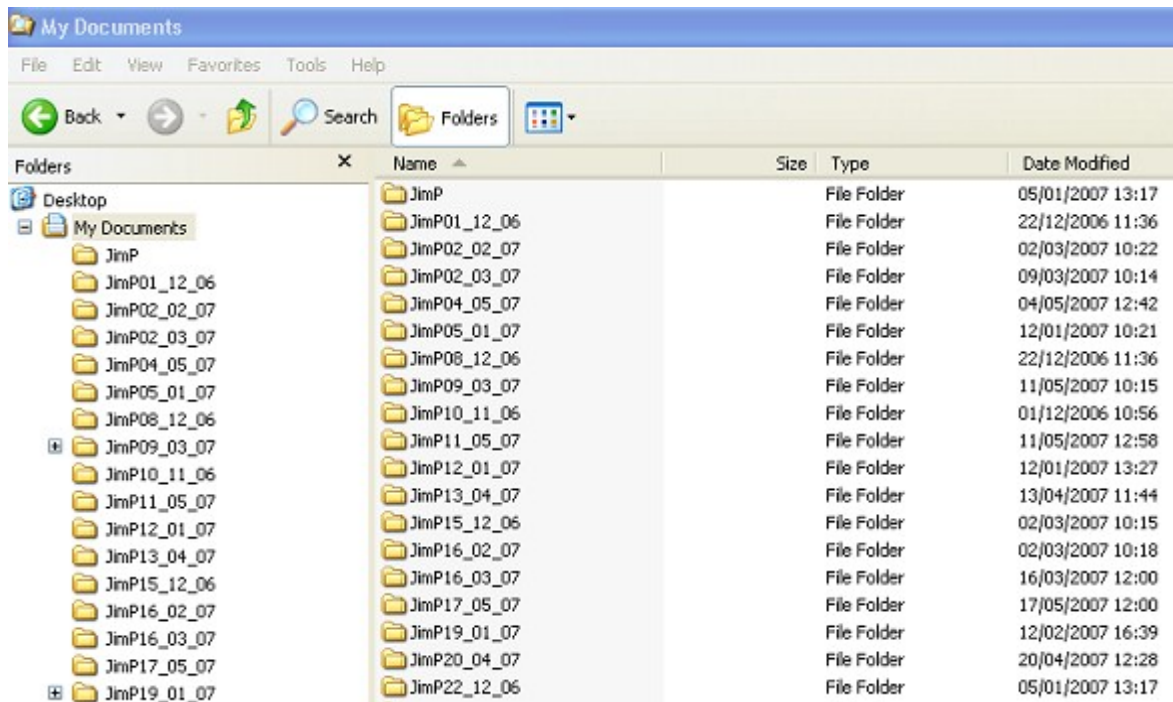 My Documents
File Edit View Favorites Tools Help
Back Search Folders
Folders X
Desktop
My Documents
JimP
JimP01_12_06
JimP02_02_07
JimP02_03_07
JimP04_05_07
JimP05_01_07
JimP08_12_06
JimP09_03_07
JimP10_11_06
JimP11_05_07
JimP12_01_07
JimP13_04_07
JimP15_12_06
JimP16_02_07
JimP16_03_07
JimP17_05_07
JimP19_01_07
Name Size Type Date Modified
JimP File Folder 05/01/2007 13:17
JimP01_12_06 File Folder 22/12/2006 11:36
JimP02_02_07 File Folder 02/03/2007 10:22
JimP02_03_07 File Folder 09/03/2007 10:14
JimP04_05_07 File Folder 04/05/2007 12:42
JimP05_01_07 File Folder 12/01/2007 10:21
JimP08_12_06 File Folder 22/12/2006 11:36
JimP09_03_07 File Folder 11/05/2007 10:15
JimP10_11_06 File Folder 01/12/2006 10:56
JimP11_05_07 File Folder 11/05/2007 12:58
JimP12_01_07 File Folder 12/01/2007 13:27
JimP13_04_07 File Folder 13/04/2007 11:44
JimP15_12_06 File Folder 02/03/2007 10:15
JimP16_02_07 File Folder 02/03/2007 10:18
JimP16_03_07 File Folder 16/03/2007 12:00
JimP17_05_07 File Folder 17/05/2007 12:00
JimP19_01_07 File Folder 12/02/2007 16:39
JimP20_04_07 File Folder 20/04/2007 12:28
JimP22_12_06 File Folder 05/01/2007 13:17